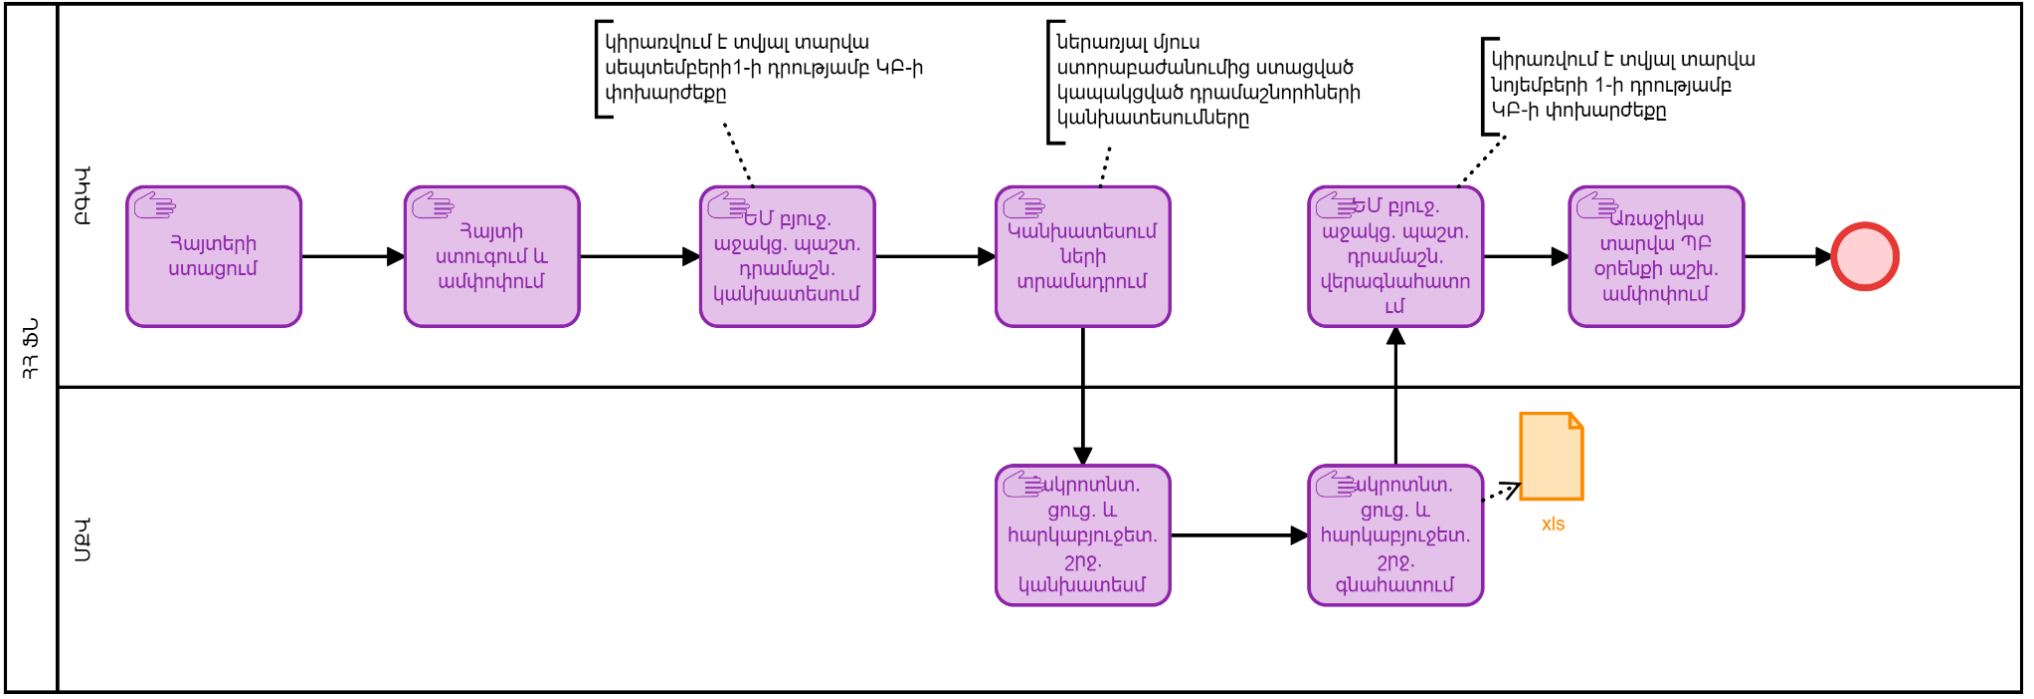 ՀՀ ՖՆ
ԲԳԿՎ
ՄՔՎ
կիրառվում է տվյալ տարվա
սեպտեմբերի1-ի դրությամբ ԿԲ-ի
փոխարժեքը
ներառյալ մյուս
ստորաբաժանումից ստացված
կապակցված դրամաշնորհների
կանխատեսումները
կիրառվում է տվյալ տարվա
նոյեմբերի 1-ի դրությամբ
ԿԲ-ի փոխարժեքը
Հայտերի
ստացում
Հայտի
ստուգում և
ամփոփում
ԵՄ բյուջ.
աջակց. պաշտ.
դրամաշն.
կանխատեսում
Կանխատեսում
ների
տրամադրում
ԵՄ բյուջ.
աջակց. պաշտ.
դրամաշն.
վերագնահատո
ւմ
Առաջիկա
տարվա ՊԲ
օրենքի աշխ.
ամփոփում
Մակրոտնտ.
ցուց. և
հարկաբյուջետ.
շրջ.
կանխատեսմ
Մակրոտնտ.
ցուց. և
հարկաբյուջետ.
շրջ.
գնահատում
xls